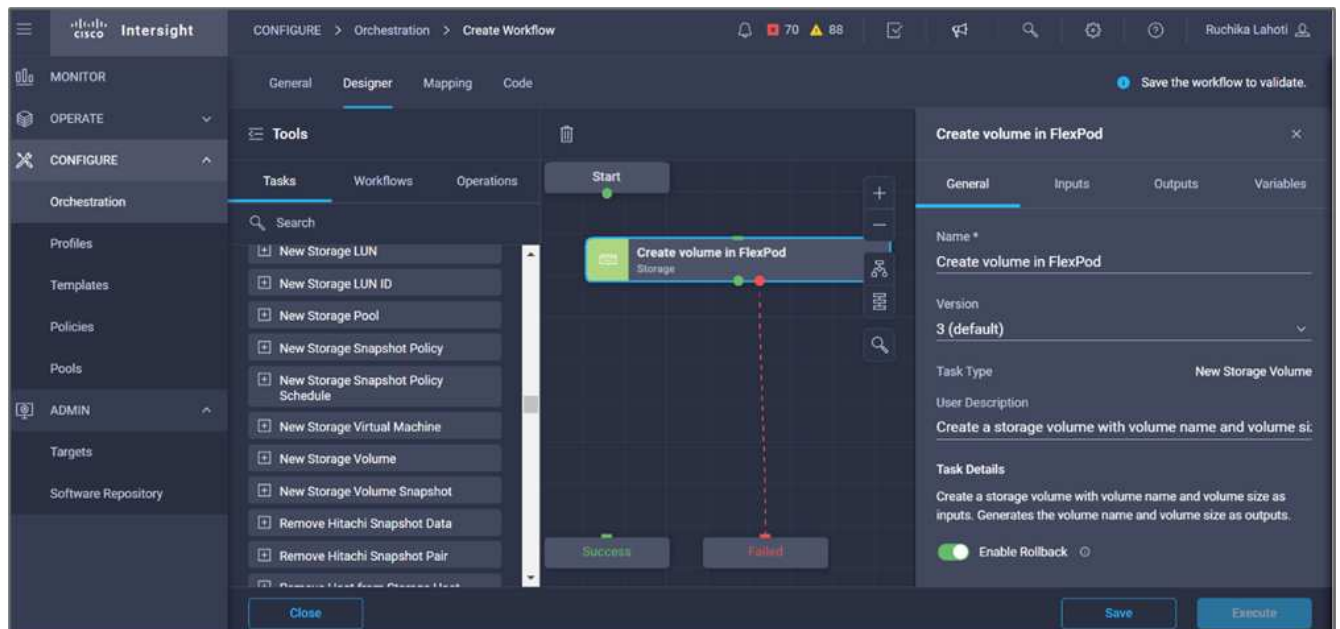 cisco Intersight
CONFIGURE > Orchestration > Create Workflow
70 88
Ruchika Lahoti
MONITOR
OPERATE
CONFIGURE
Orchestration
Profiles
Templates
Policies
Pools
ADMIN
Targets
Software Repository
General Designer Mapping Code
Save the workflow to validate.
Tools
Tasks Workflows Operations
Search
New Storage LUN
New Storage LUN ID
New Storage Pool
New Storage Snapshot Policy
New Storage Snapshot Policy
Schedule
New Storage Virtual Machine
New Storage Volume
New Storage Volume Snapshot
Remove Hitachi Snapshot Data
Remove Hitachi Snapshot Pair
Remove Host from Storage Host
Start
Create volume in FlexPod
Storage
Success
Failed
Create volume in FlexPod
General Inputs Outputs Variables
Name *
Create volume in FlexPod
Version
3 (default)
Task Type New Storage Volume
User Description
Create a storage volume with volume name and volume si
Task Details
Create a storage volume with volume name and volume size as
inputs. Generates the volume name and volume size as outputs.
Enable Rollback
Close
Save
Execute